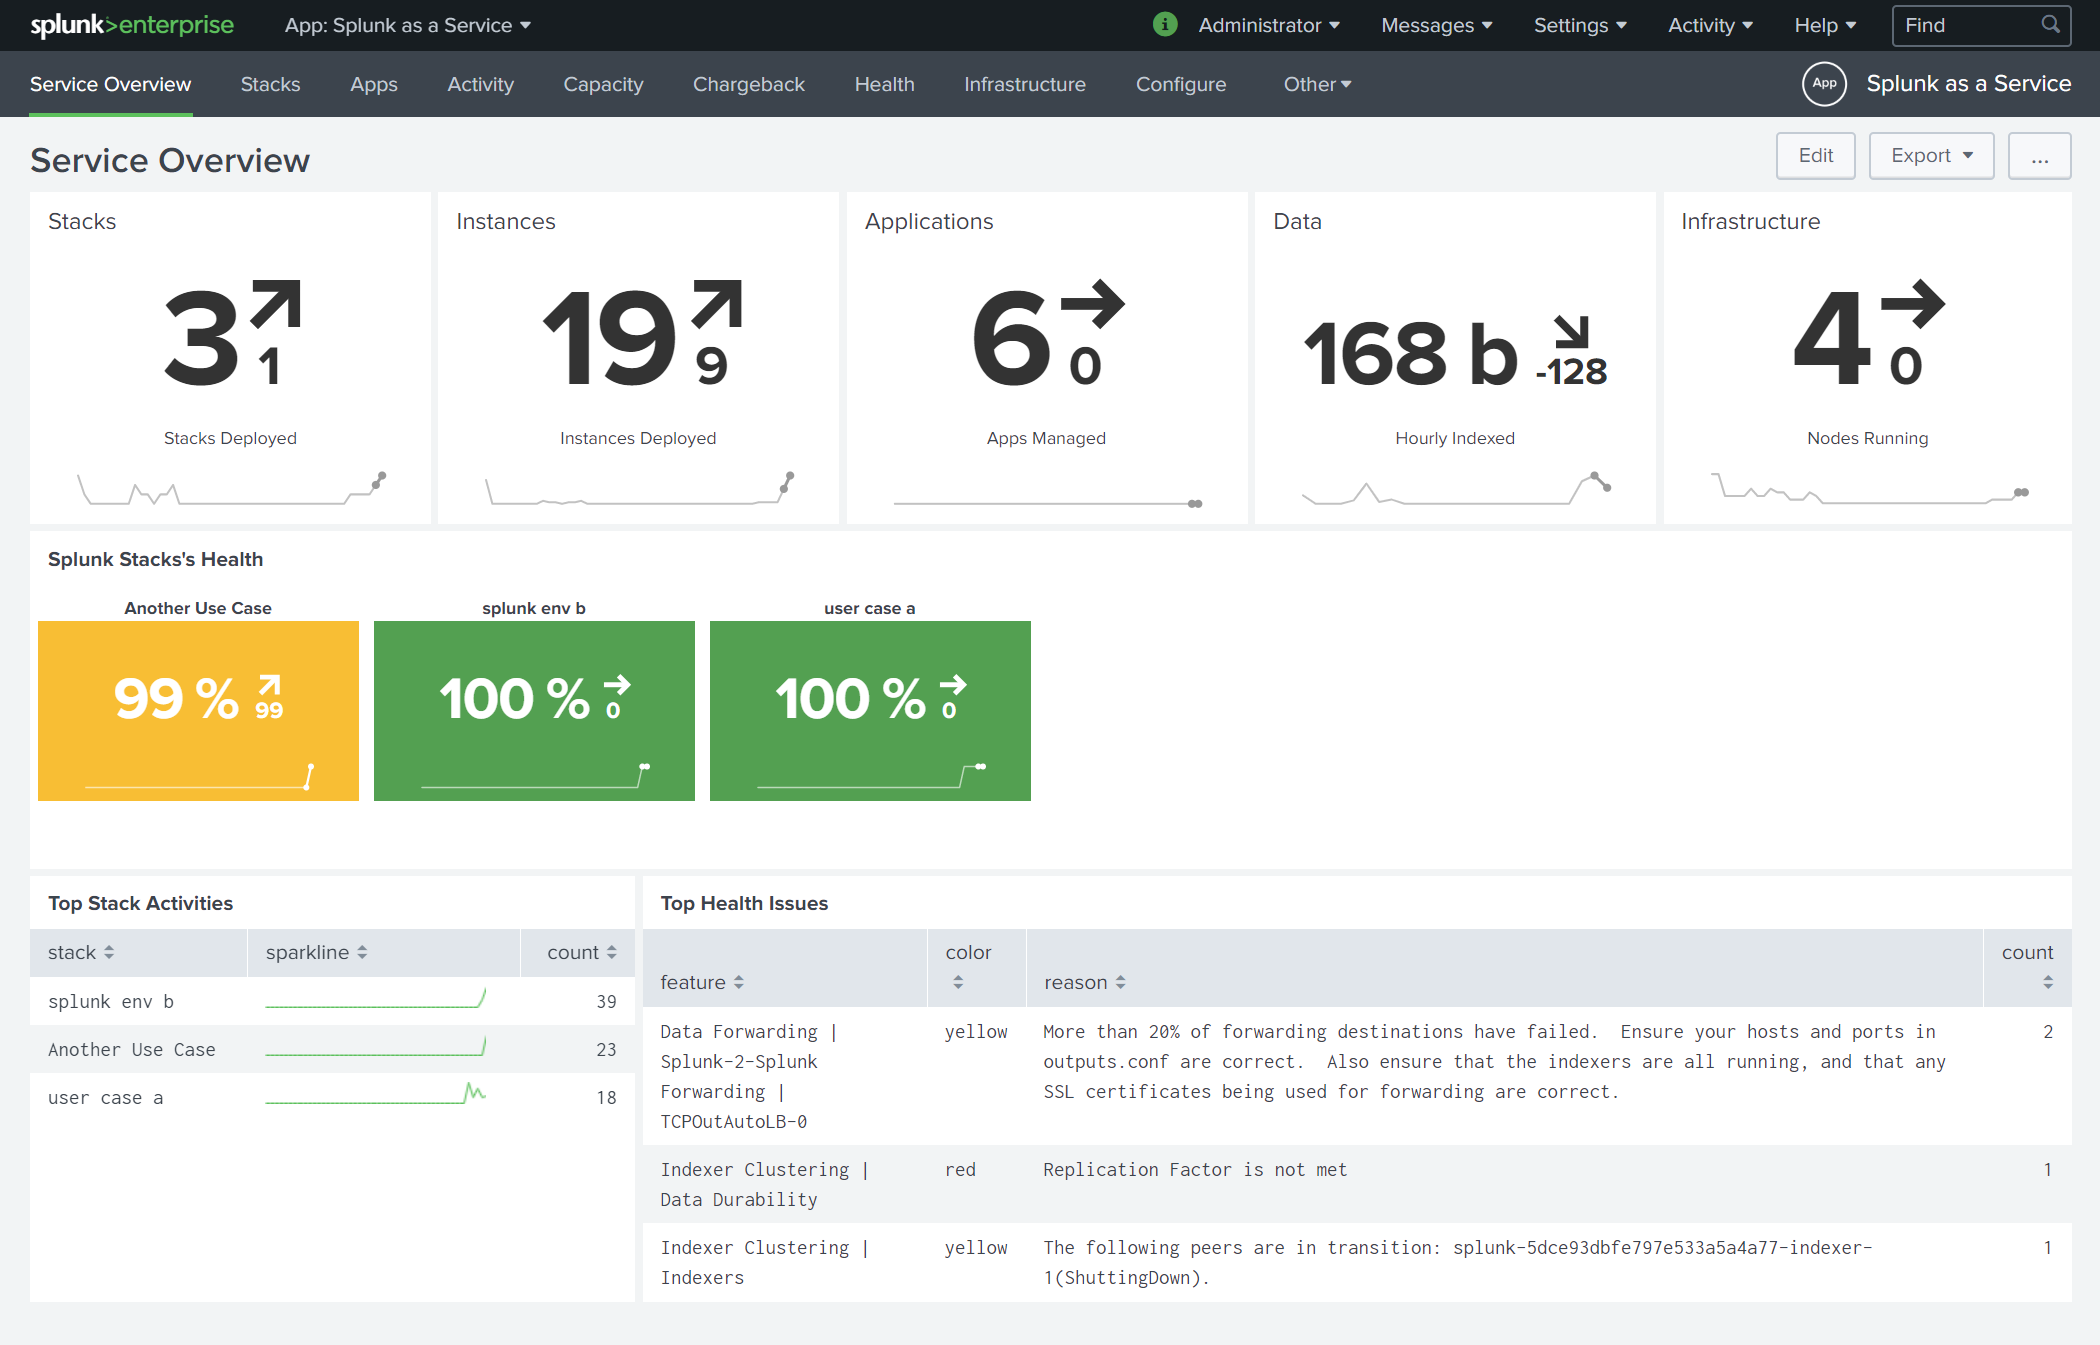 splunk>enterprise App: Splunk as a Service i Administrator Messages Settings Activity Help Find
Service Overview Stacks Apps Activity Capacity Chargeback Health Infrastructure Configure Other App Splunk as a Service
Service Overview Edit Export ...
Stacks Instances Applications Data Infrastructure
3 1 19 9 6 0 168 b -128 4 0
Stacks Deployed Instances Deployed Apps Managed Hourly Indexed Nodes Running
Splunk Stacks's Health
Another Use Case splunk env b user case a
99 % 99 100 % 0 100 % 0
Top Stack Activities
stack sparkline count
splunk env b 39
Another Use Case 23
user case a 18
Top Health Issues
feature color reason count
Data Forwarding | yellow More than 20% of forwarding destinations have failed.  Ensure your hosts and ports in 2
Splunk-2-Splunk outputs.conf are correct.  Also ensure that the indexers are all running, and that any
Forwarding | SSL certificates being used for forwarding are correct.
TCPOutAutoLB-0
Indexer Clustering | red Replication Factor is not met 1
Data Durability
Indexer Clustering | yellow The following peers are in transition: splunk-5dce93dbfe797e533a5a4a77-indexer- 1
Indexers 1(ShuttingDown).